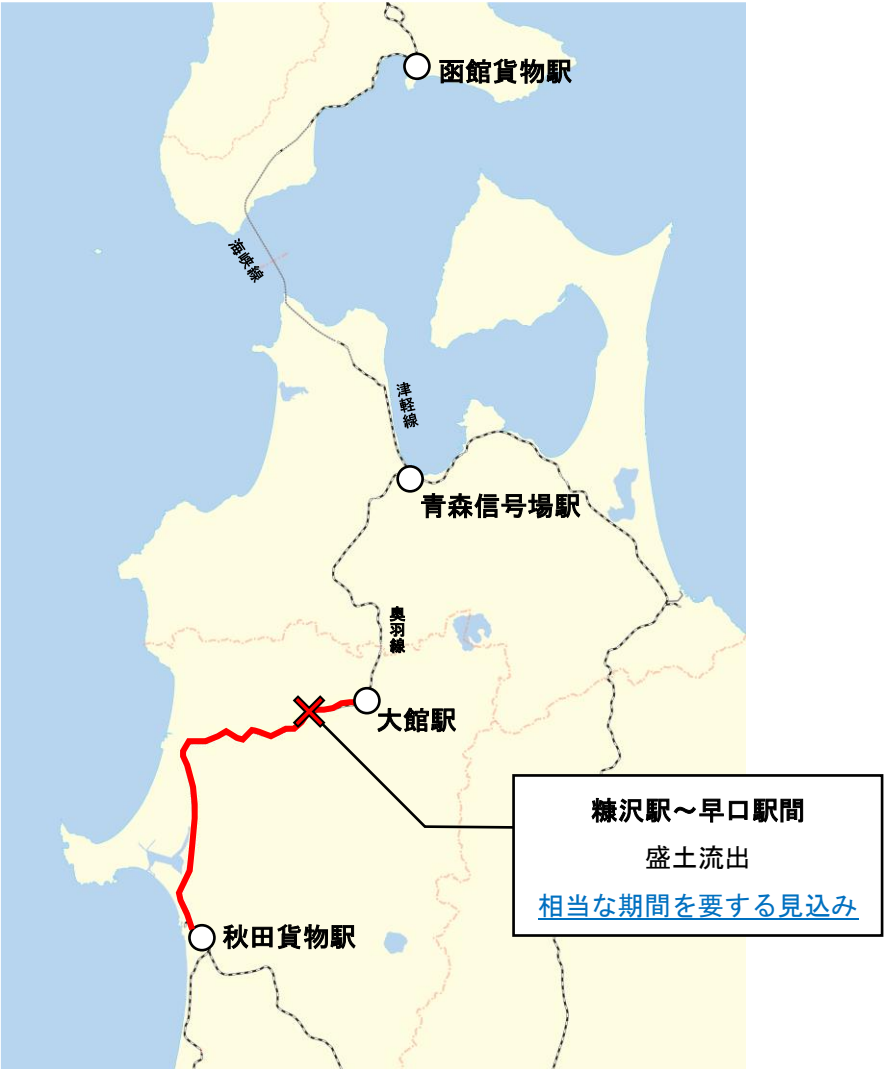 函館貨物駅
海峡線
津軽線
青森信号場駅
奥羽線
大館駅
糠沢駅～早口駅間
盛土流出
相当な期間を要する見込み
秋田貨物駅